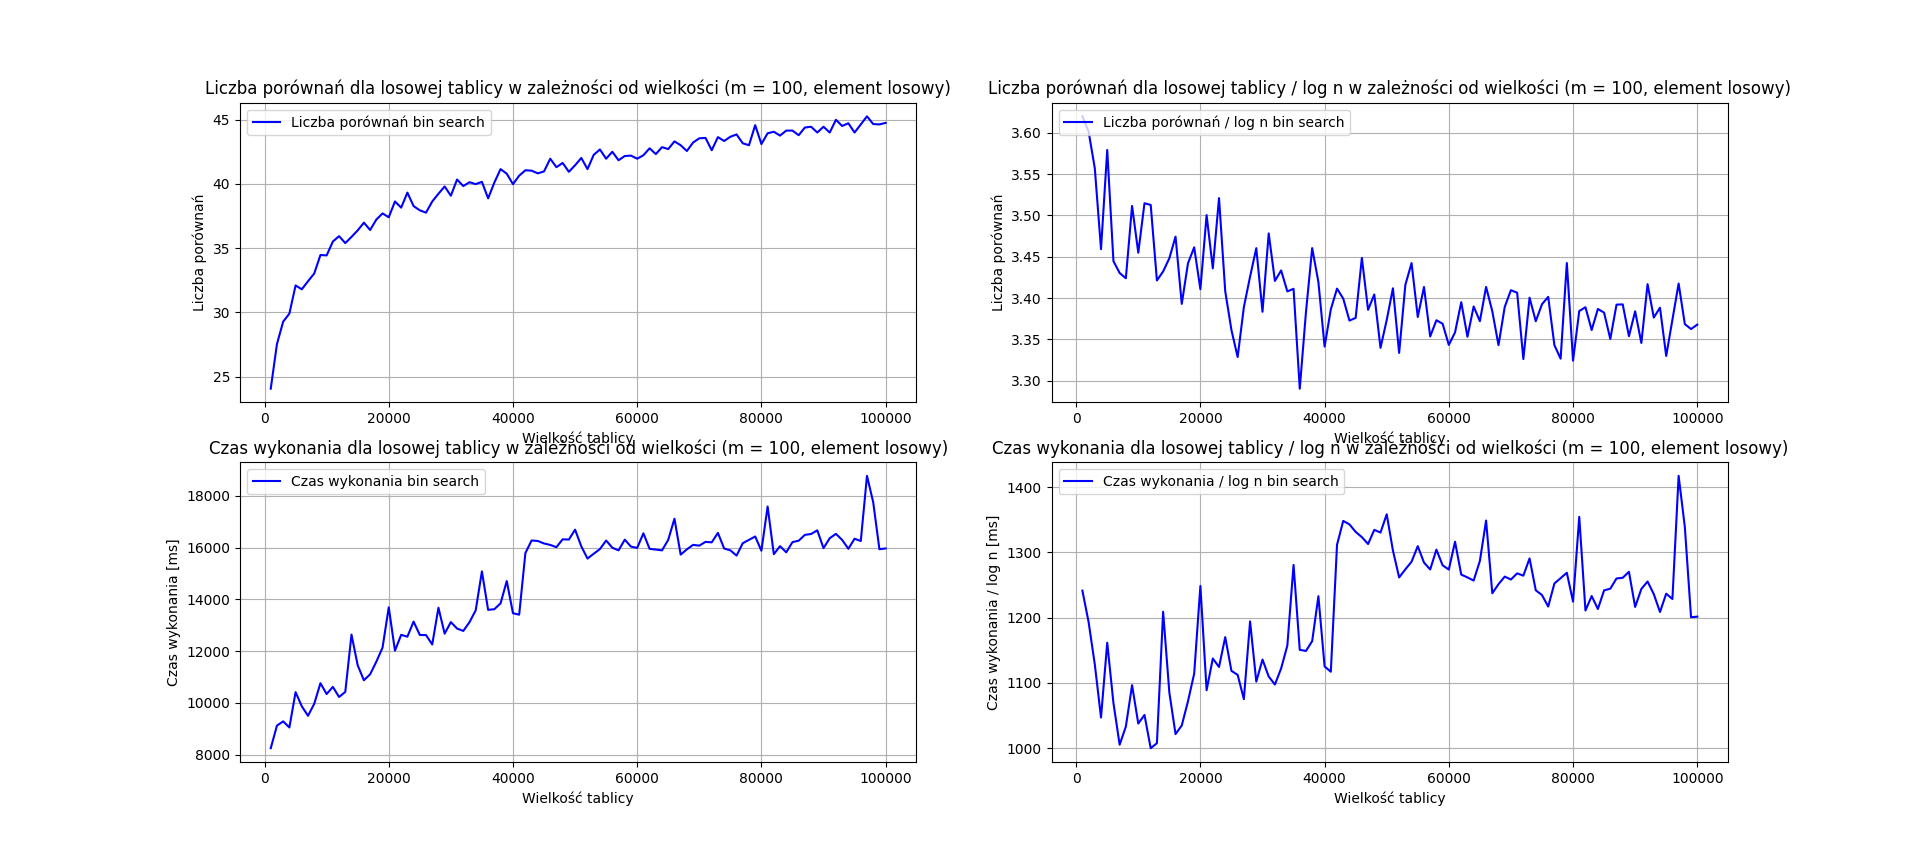 Liczba porównań dla losowej tablicy w zależności od wielkości (m = 100, element losowy)
Liczba porównań bin search
Liczba porównań
45
40
35
30
25
0 20000 40000 60000 80000 100000
Wielkość tablicy
Liczba porównań dla losowej tablicy / log n w zależności od wielkości (m = 100, element losowy)
Liczba porównań / log n bin search
Liczba porównań
3.60
3.55
3.50
3.45
3.40
3.35
3.30
0 20000 40000 60000 80000 100000
Wielkość tablicy
Czas wykonania dla losowej tablicy w zależności od wielkości (m = 100, element losowy)
Czas wykonania bin search
Czas wykonania [ms]
18000
16000
14000
12000
10000
8000
0 20000 40000 60000 80000 100000
Wielkość tablicy
Czas wykonania dla losowej tablicy / log n w zależności od wielkości (m = 100, element losowy)
Czas wykonania / log n bin search
Czas wykonania / log n [ms]
1400
1300
1200
1100
1000
0 20000 40000 60000 80000 100000
Wielkość tablicy